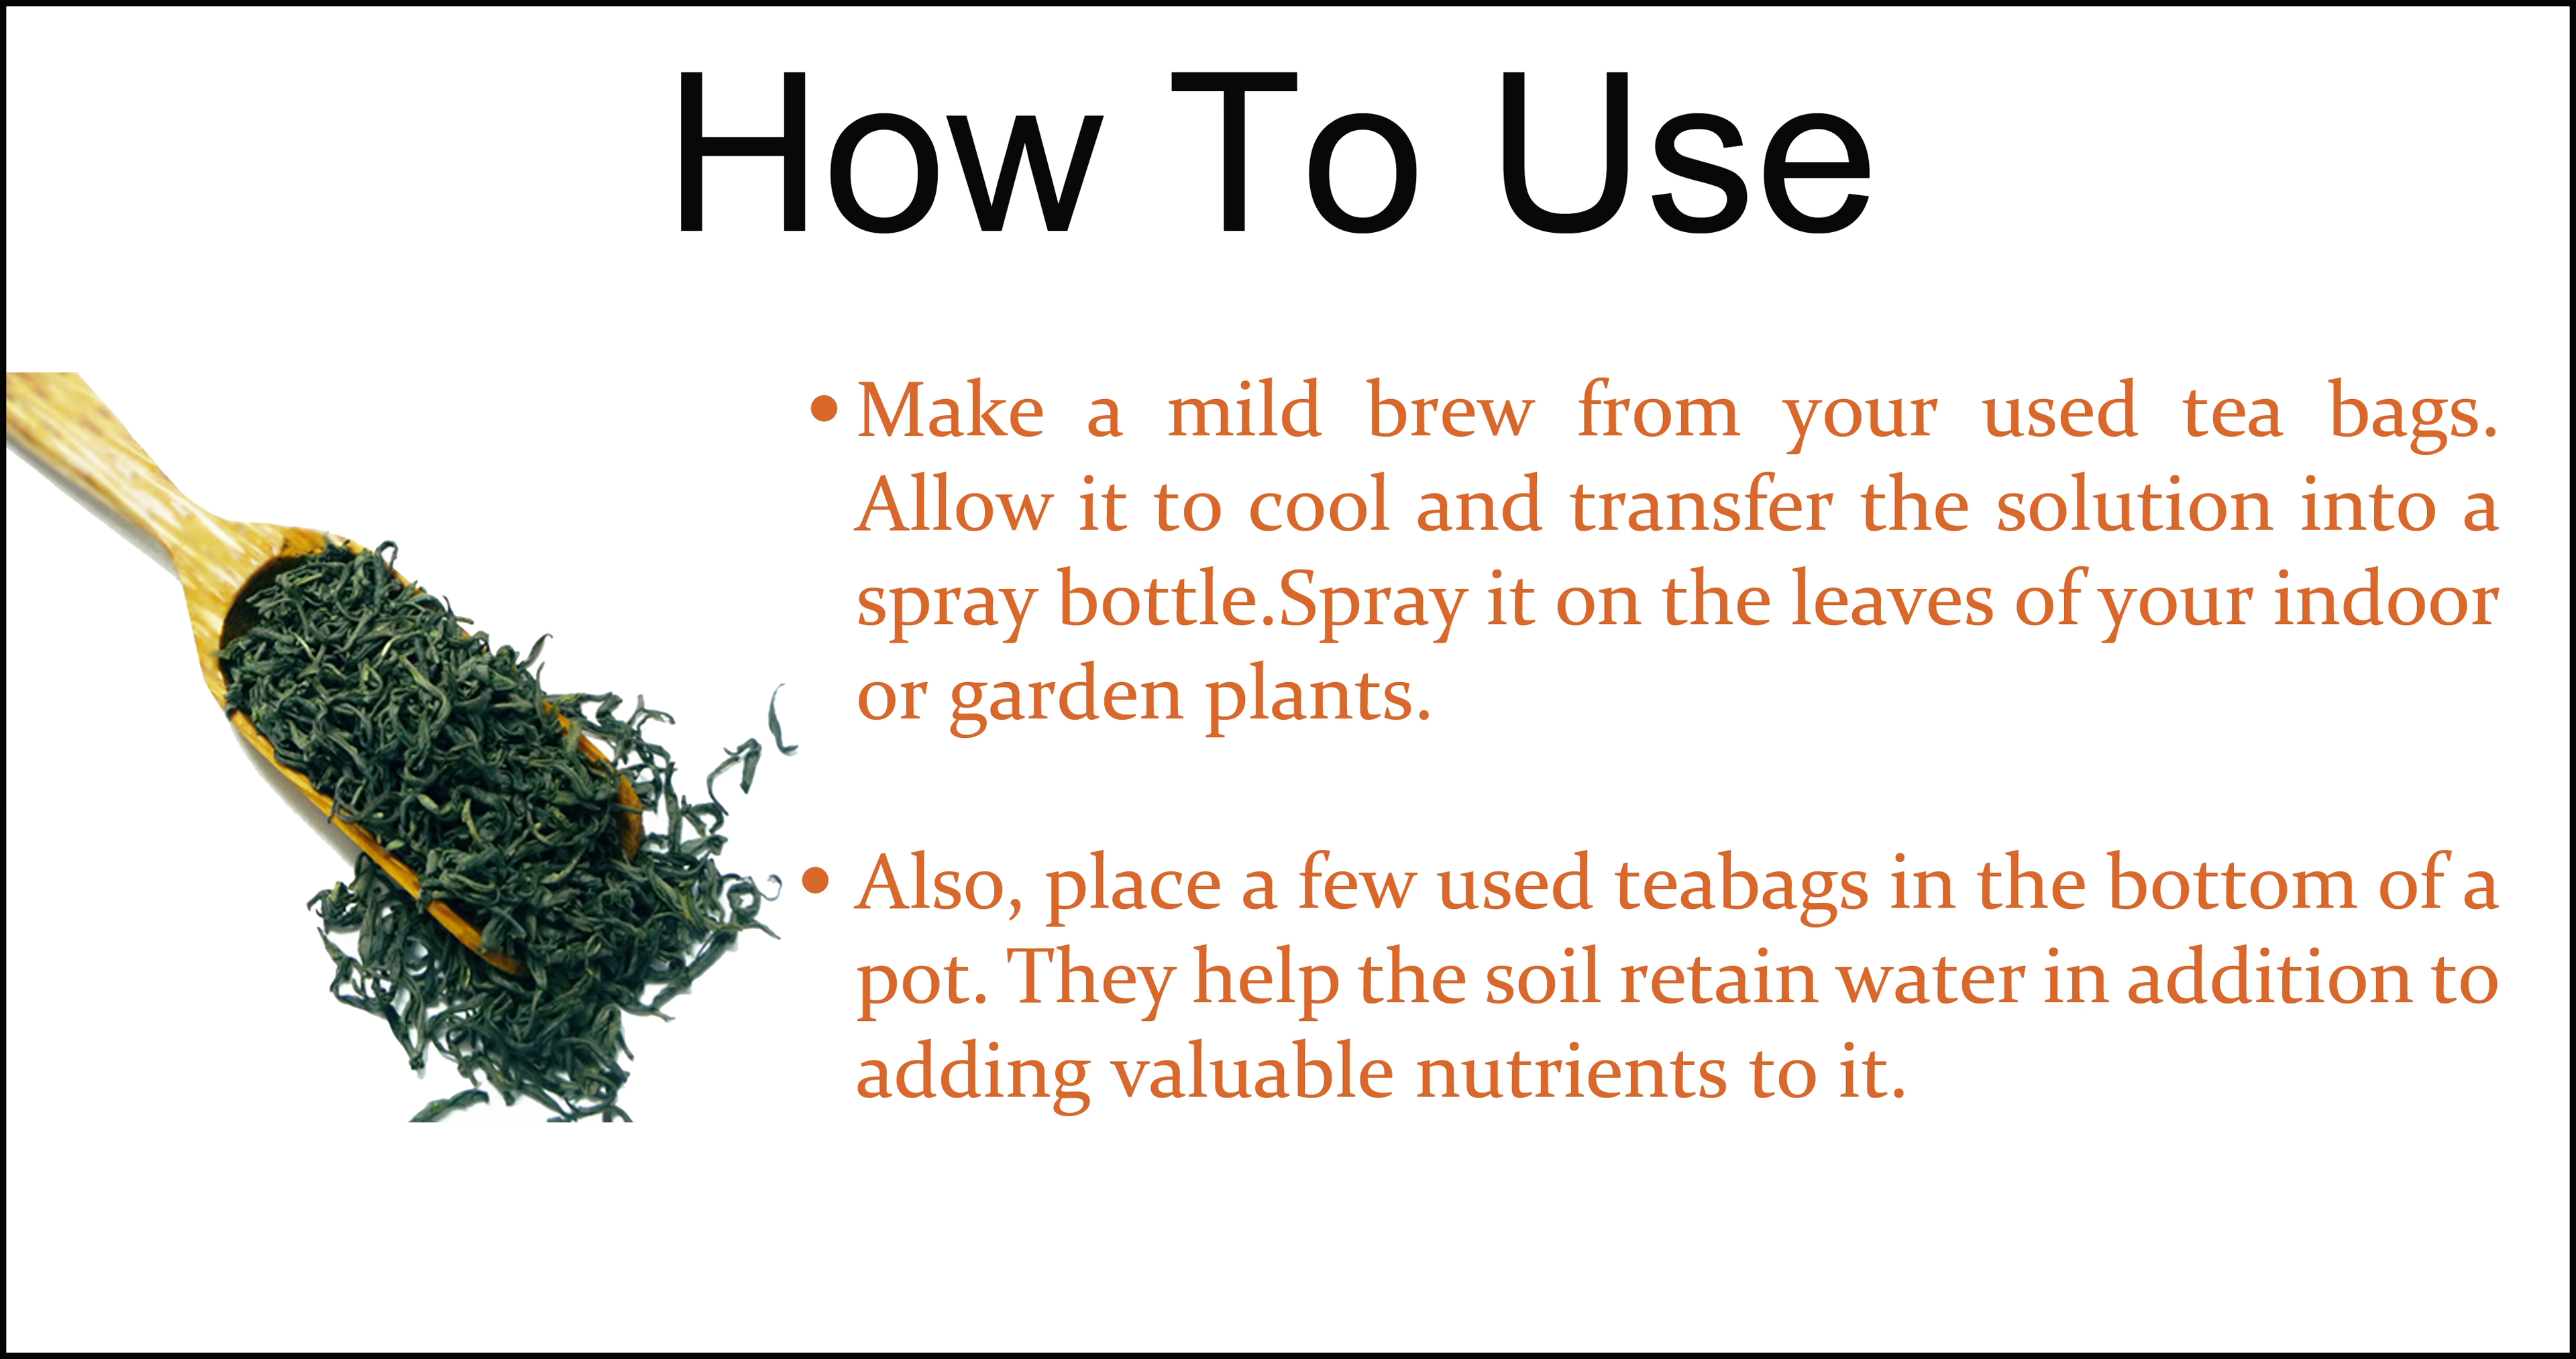 How To Use
• Make a mild brew from your used tea bags.
Allow it to cool and transfer the solution into a
spray bottle.Spray it on the leaves of your indoor
or garden plants.
• Also, place a few used teabags in the bottom of a
pot. They help the soil retain water in addition to
adding valuable nutrients to it.